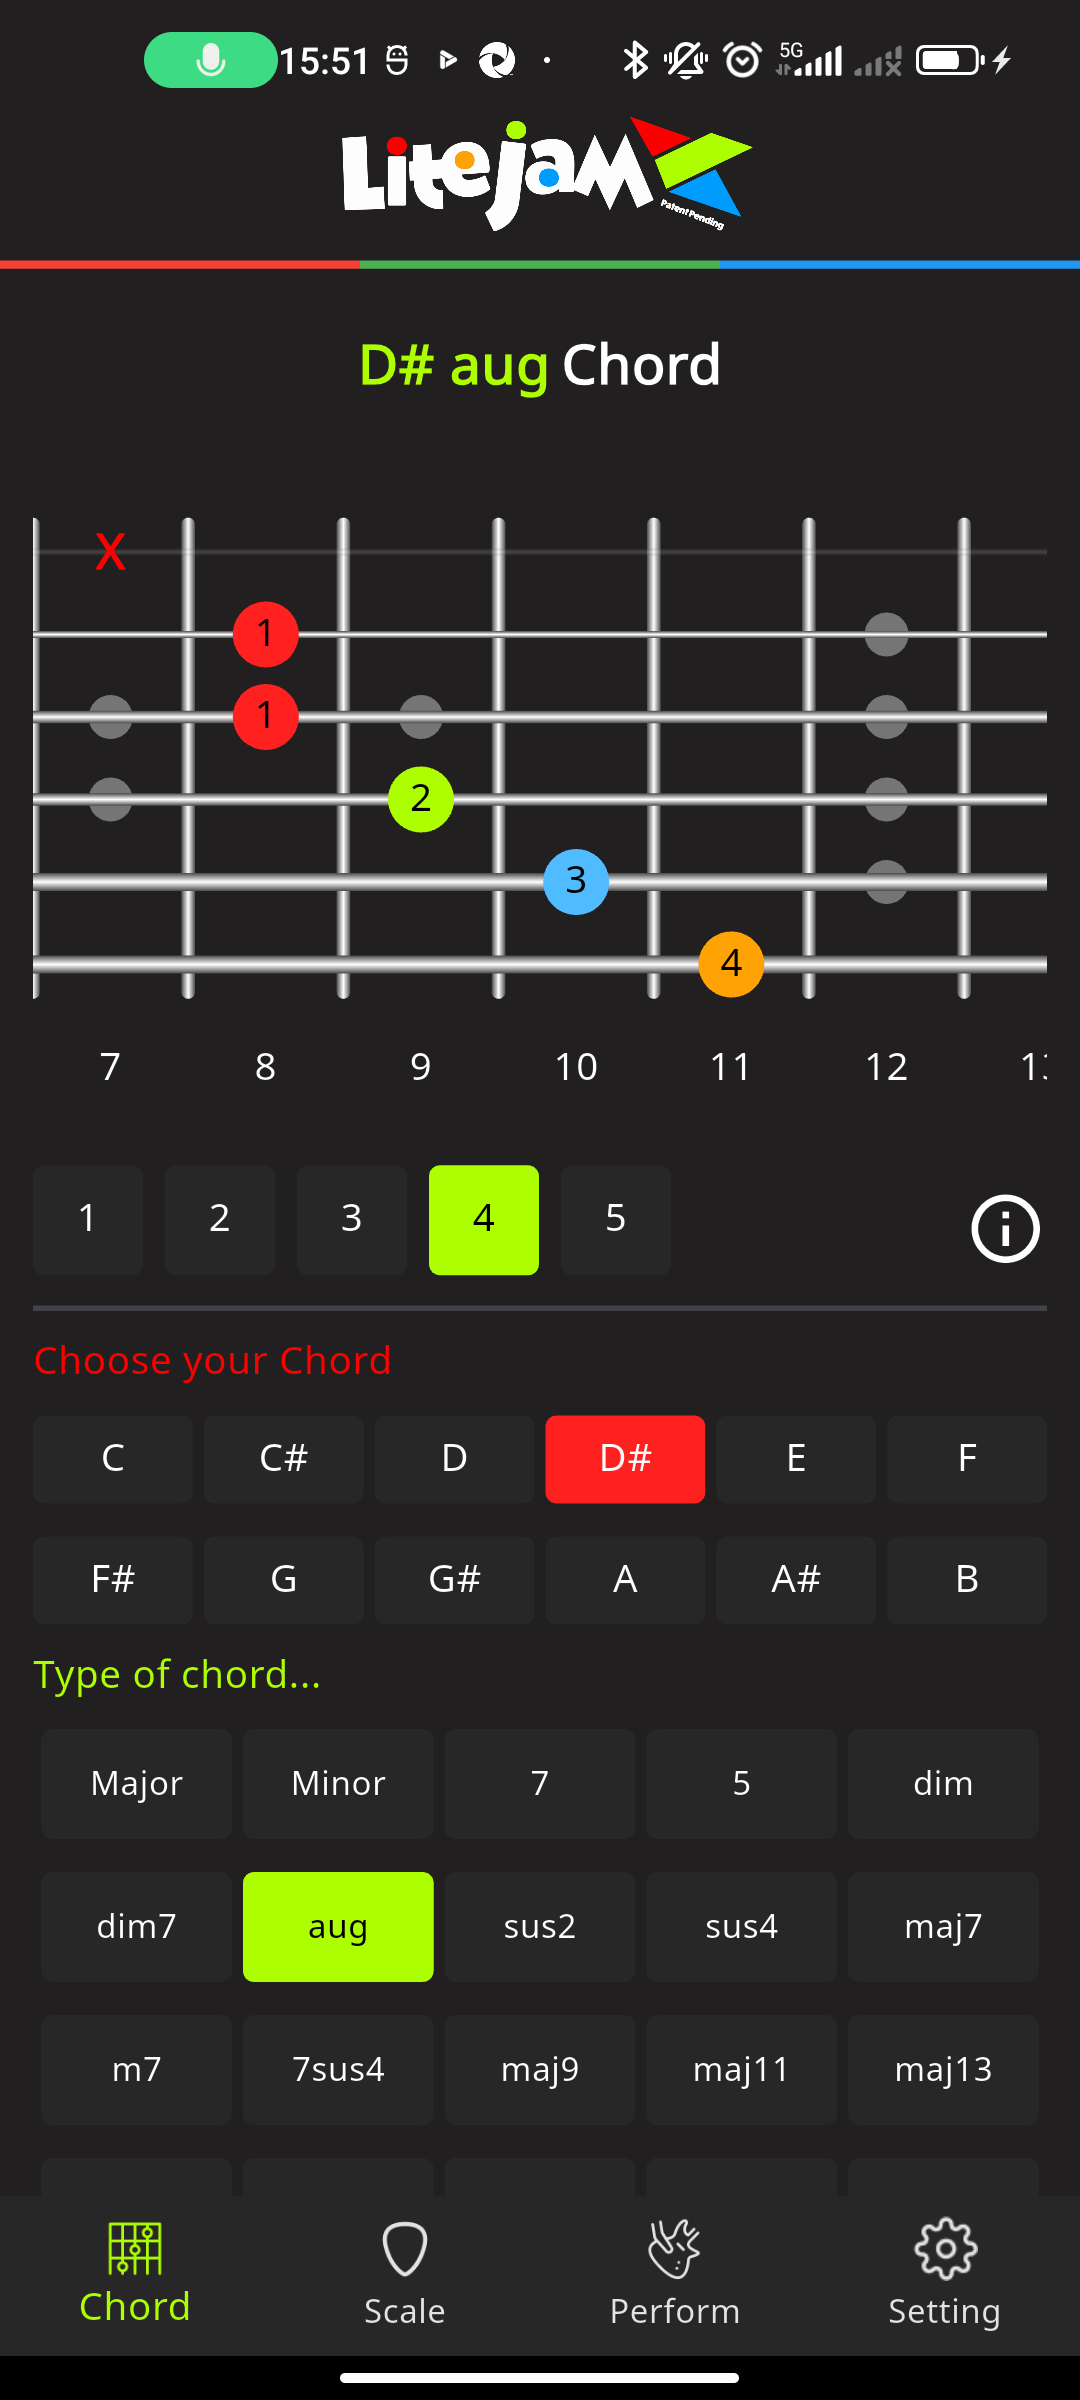 15:51 5G
Litejam
Patent Pending
D# aug Chord
X
1
1
2
3
4
7 8 9 10 11 12
1 2 3 4 5
Choose your Chord
C C# D D# E F
F# G G# A A# B
Type of chord...
Major Minor 7 5 dim
dim7 aug sus2 sus4 maj7
m7 7sus4 maj9 maj11 maj13
Chord Scale Perform Setting